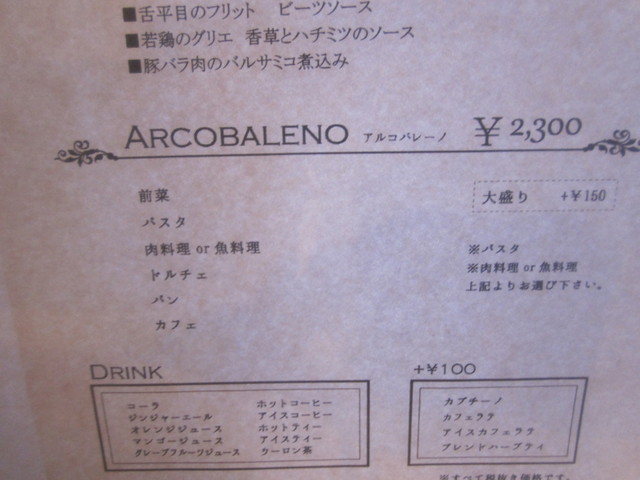 ■舌平目のフリット　ビーツソース
■若鶏のグリエ　香草とハチミツのソース
■豚バラ肉のバルサミコ煮込み
ARCOBALENO アルコバレーノ ￥2,300
前菜
パスタ
肉料理 or 魚料理
ドルチェ
パン
カフェ
大盛り　+￥150
※パスタ
※肉料理 or 魚料理
上記よりお選び下さい。
DRINK
コーラ　ホットコーヒー
ジンジャーエール　アイスコーヒー
オレンジジュース　ホットティー
マンゴージュース　アイスティー
グレープフルーツジュース　ウーロン茶
+￥100
カプチーノ
カフェラテ
アイスカフェラテ
ブレンドハーブティ
※すべて税抜き価格です。